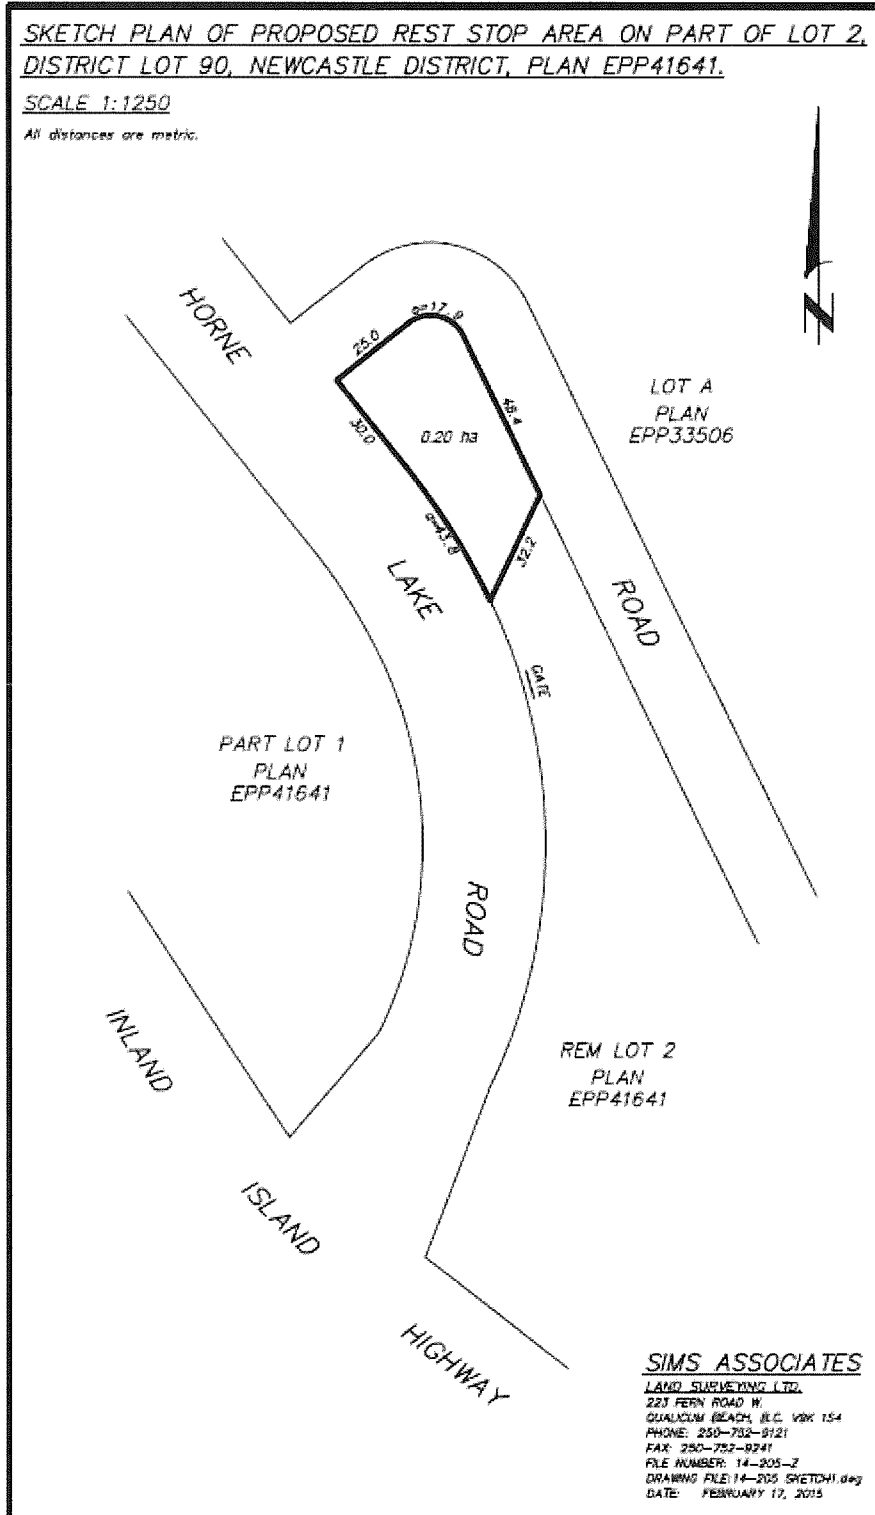 SKETCH PLAN OF PROPOSED REST STOP AREA ON PART OF LOT 2,
DISTRICT LOT 90, NEWCASTLE DISTRICT, PLAN EPP41641.
SCALE 1:1250
All distances are metric.
N
HORNE
a=17.9
25.0
LOT A
PLAN
EPP33506
48.4
30.0
0.20 ha
a=43.8
32.2
LAKE
ROAD
GATE
PART LOT 1
PLAN
EPP41641
ROAD
INLAND
REM LOT 2
PLAN
EPP41641
ISLAND
HIGHWAY
SIMS ASSOCIATES
LAND SURVEYING LTD.
223 FERN ROAD W.
QUALICUM BEACH, B.C. V9K 1S4
PHONE: 250-752-9121
FAX: 250-752-9241
FILE NUMBER: 14-205-Z
DRAWING FILE: 14-205 SKETCH1.dwg
DATE: FEBRUARY 17, 2015